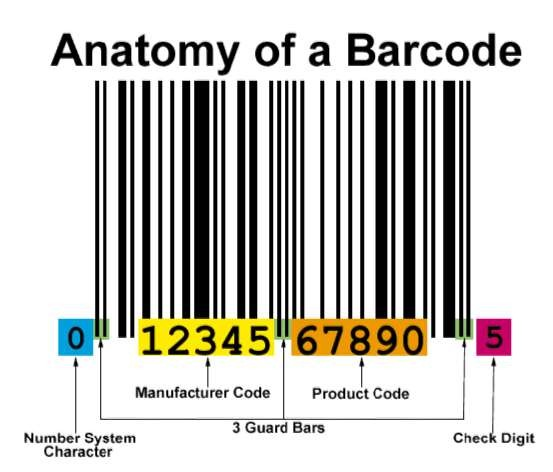 Anatomy of a Barcode
0 12345 67890 5
Manufacturer Code Product Code
3 Guard Bars
Number System Character
Check Digit